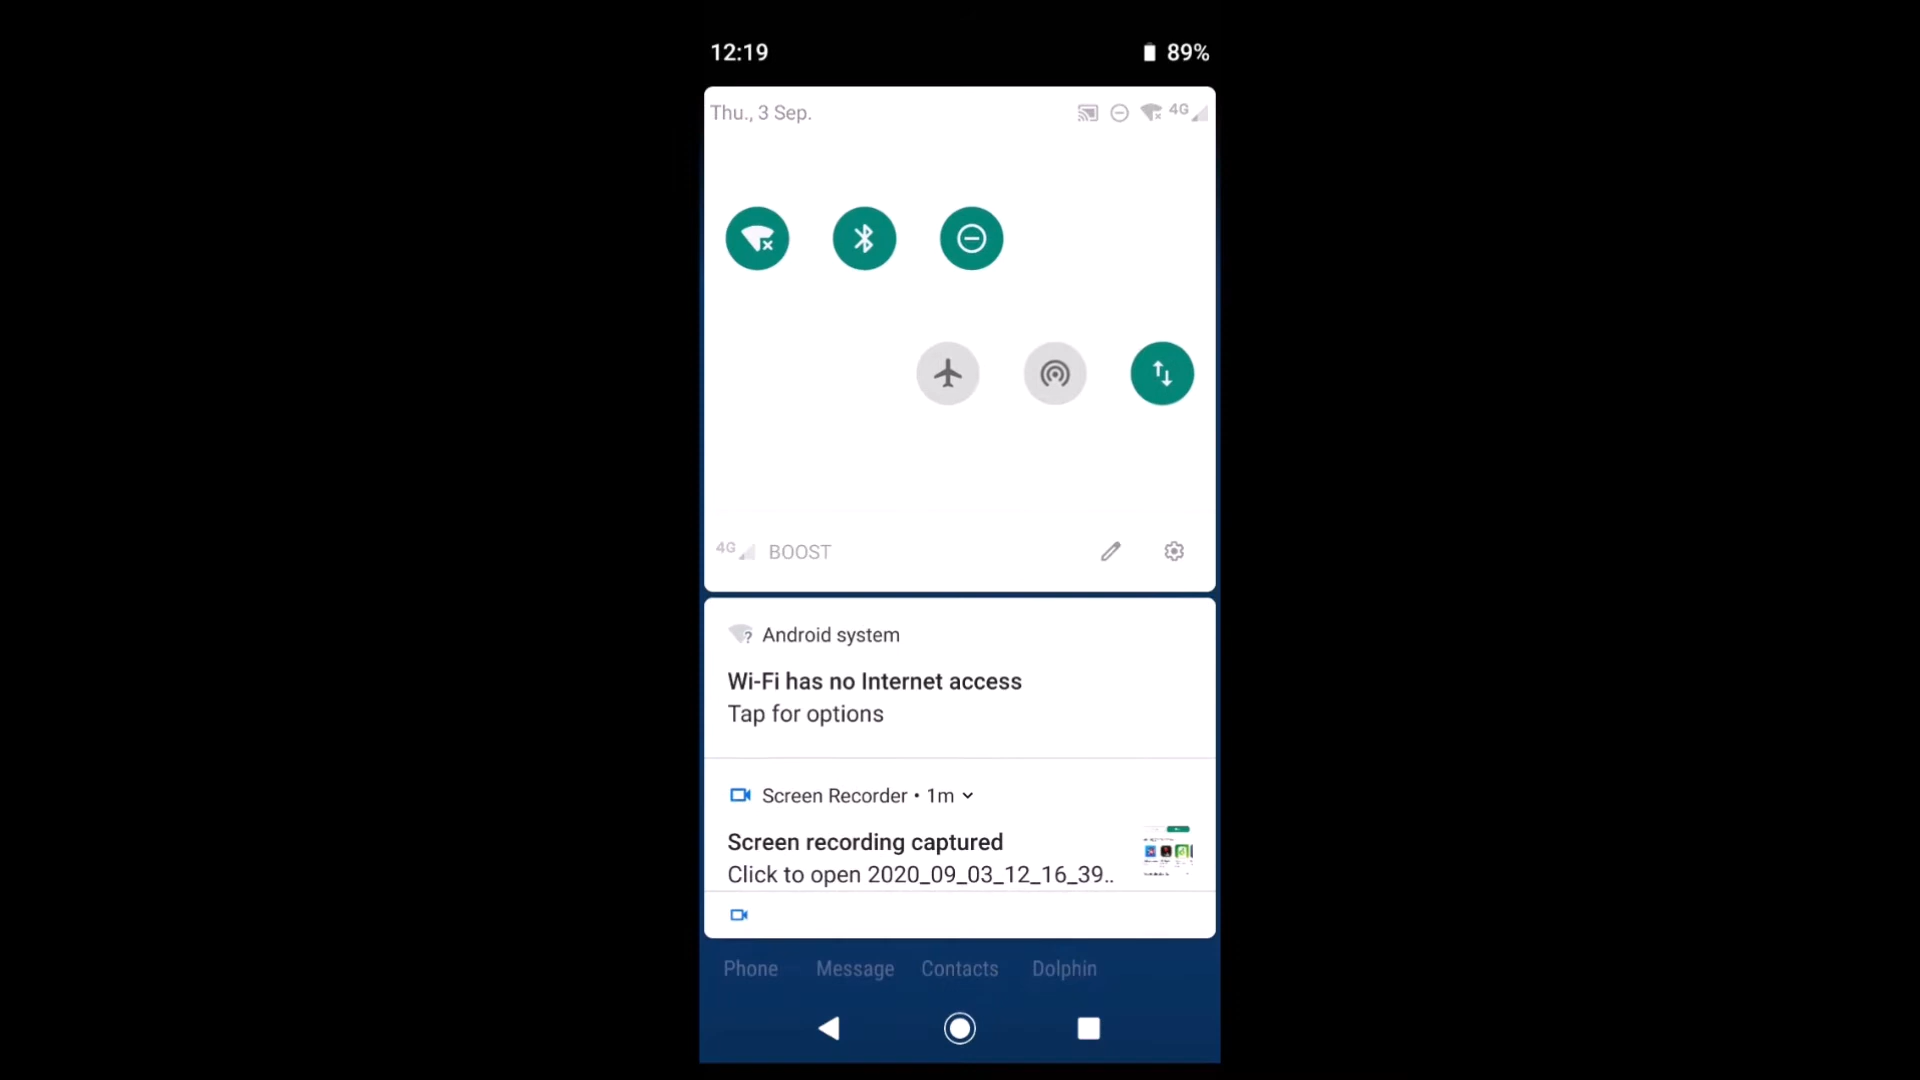 12:19
89%
Thu., 3 Sep.
4G
4G BOOST
Android system
Wi-Fi has no Internet access
Tap for options
Screen Recorder • 1m
Screen recording captured
Click to open 2020_09_03_12_16_39..
Phone Message Contacts Dolphin